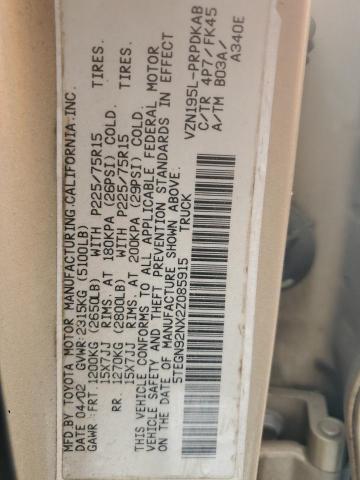 MFD.BY TOYOTA MOTOR MANUFACTURING,CALIFORNIA,INC.
DATE 04/02 GVWR:2315KG (5100LB)
GAWR: FRT:1200KG (2650LB) WITH P225/75R15 TIRES.
15X7JJ RIMS. AT 180KPA (26PSI) COLD.
RR: 1270KG (2800LB) WITH P225/75R15 TIRES.
15X7JJ RIMS. AT 200KPA (29PSI) COLD.
THIS VEHICLE CONFORMS TO ALL APPLICABLE FEDERAL MOTOR
VEHICLE SAFETY AND THEFT PREVENTION STANDARDS IN EFFECT
ON THE DATE OF MANUFACTURE SHOWN ABOVE.
5TEGN92NX2Z085915 TRUCK
VZN195L-PRPDKAB
C/TR 4P7/FK45
A/TM B03A/
A340E